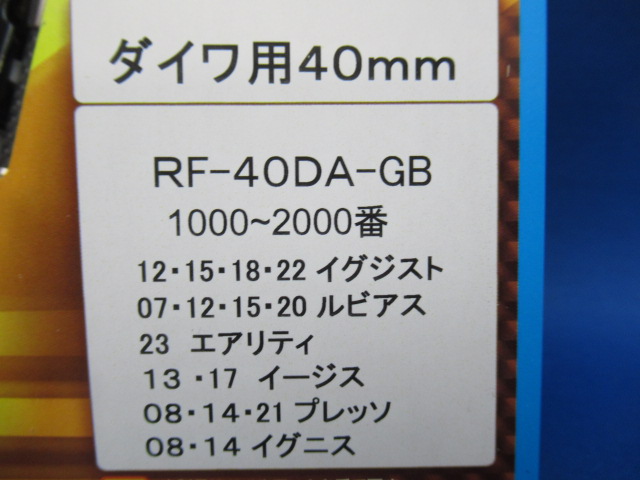 ダイワ用40mm
RF-40DA-GB
1000~2000番
12・15・18・22 イグジスト
07・12・15・20 ルビアス
23 エアリティ
13・17 イージス
08・14・21 プレッソ
08・14 イグニス